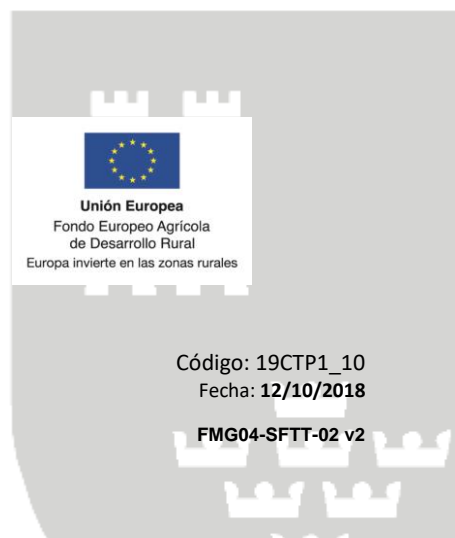 Unión Europea
Fondo Europeo Agrícola
de Desarrollo Rural
Europa invierte en las zonas rurales
Código: 19CTP1_10
Fecha: 12/10/2018
FMG04-SFTT-02 v2